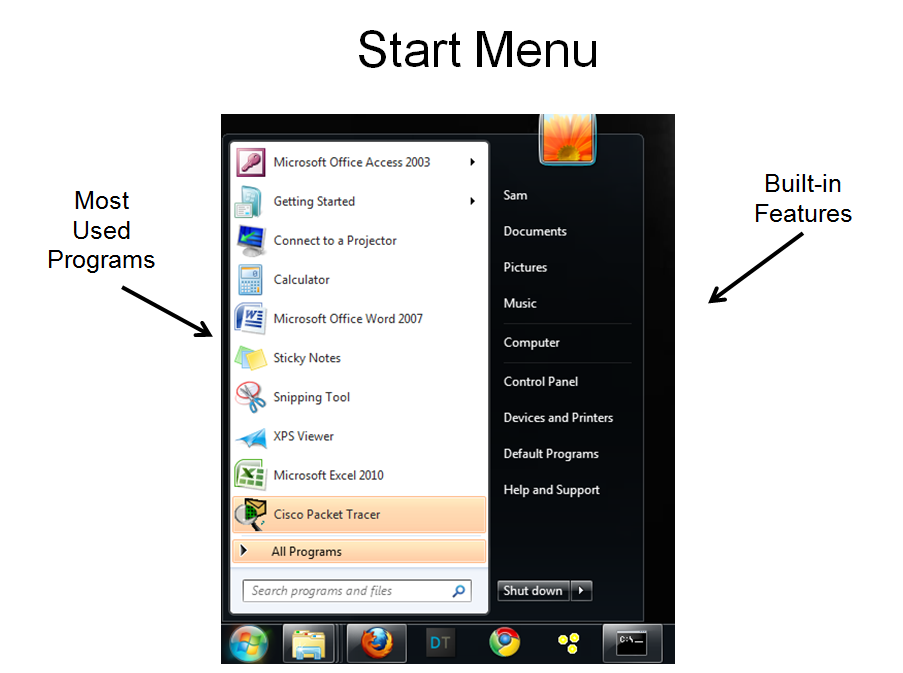 Start Menu
Most
Used
Programs
Microsoft Office Access 2003
Getting Started
Connect to a Projector
Calculator
Microsoft Office Word 2007
Sticky Notes
Snipping Tool
XPS Viewer
Microsoft Excel 2010
Cisco Packet Tracer
All Programs
Search programs and files
Sam
Documents
Pictures
Music
Computer
Control Panel
Devices and Printers
Default Programs
Help and Support
Shut down
Built-in
Features
DT
C:\